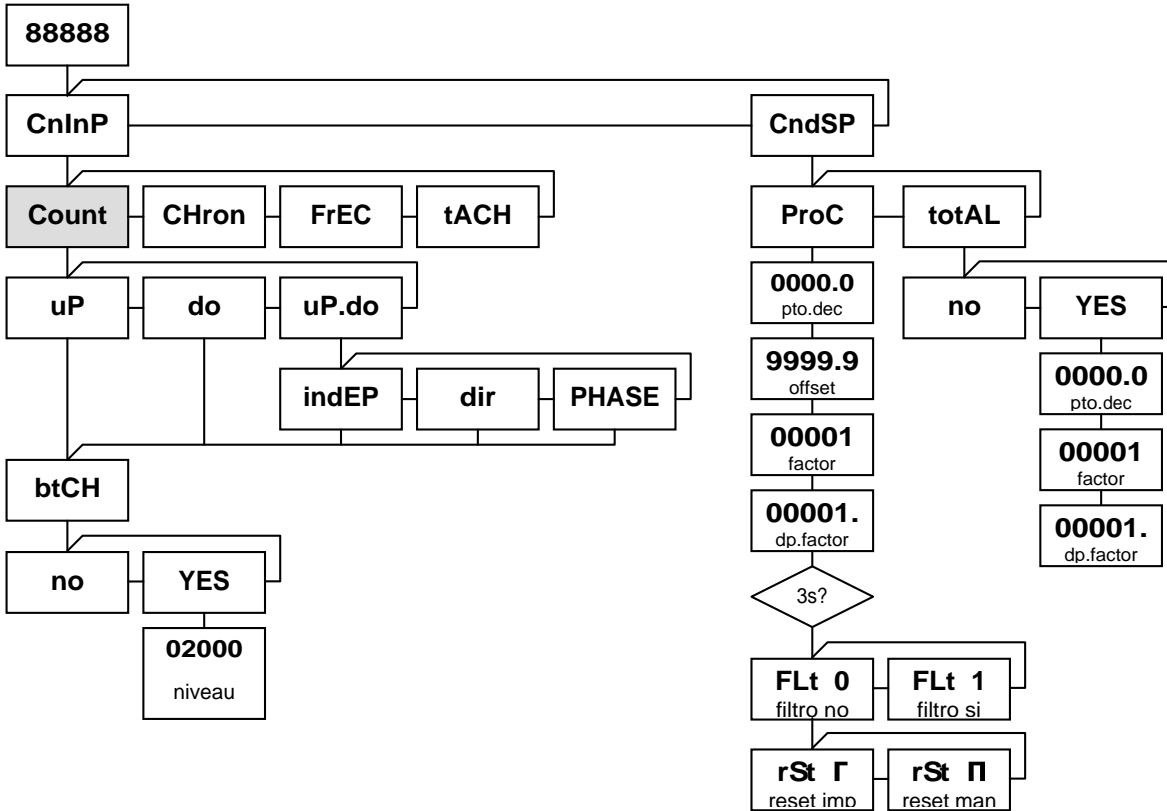 88888
CnInP
CndSP
Count
CHron
FrEC
tACH
ProC
totAL
uP
do
uP.do
0000.0
pto.dec
no
YES
indEP
dir
PHASE
9999.9
offset
0000.0
pto.dec
btCH
00001
factor
00001
factor
no
YES
00001.
dp.factor
00001.
dp.factor
3s?
02000
niveau
FLt 0
filtro no
FLt 1
filtro si
rSt Γ
reset imp
rSt Π
reset man